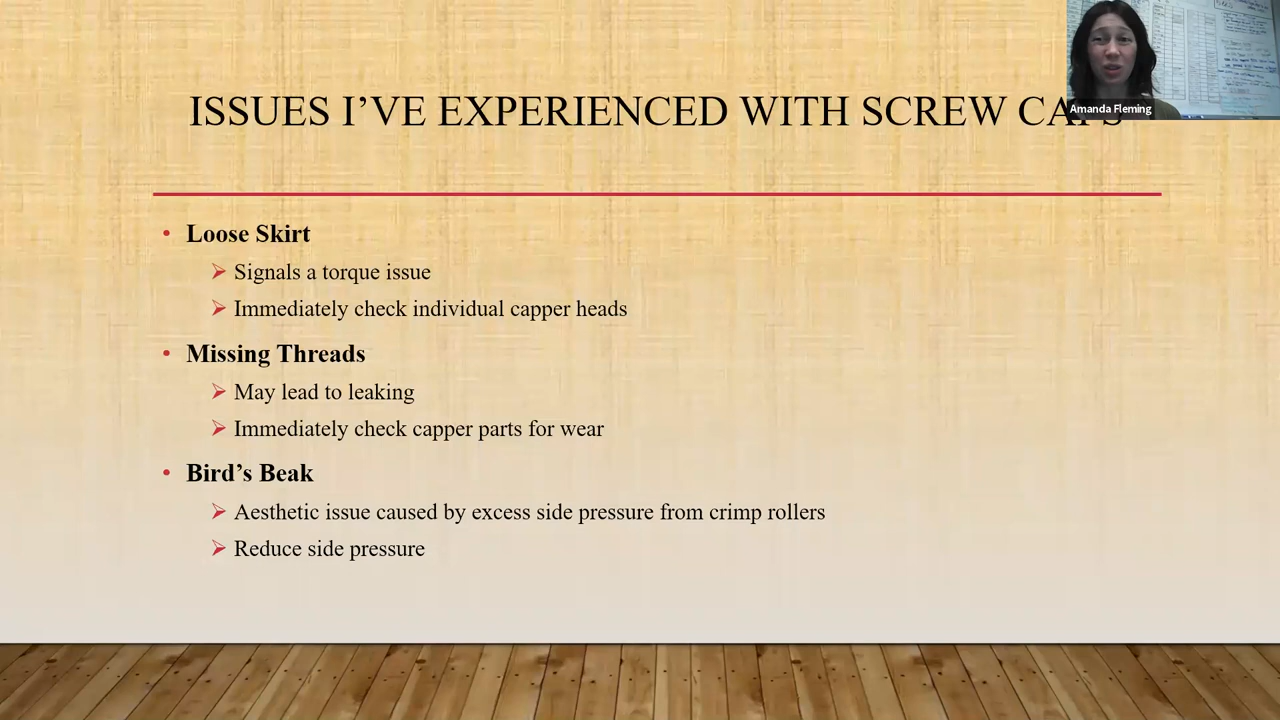 ISSUES I'VE EXPERIENCED WITH SCREW CAPS
Amanda Fleming
• Loose Skirt
➢ Signals a torque issue
➢ Immediately check individual capper heads
• Missing Threads
➢ May lead to leaking
➢ Immediately check capper parts for wear
• Bird's Beak
➢ Aesthetic issue caused by excess side pressure from crimp rollers
➢ Reduce side pressure